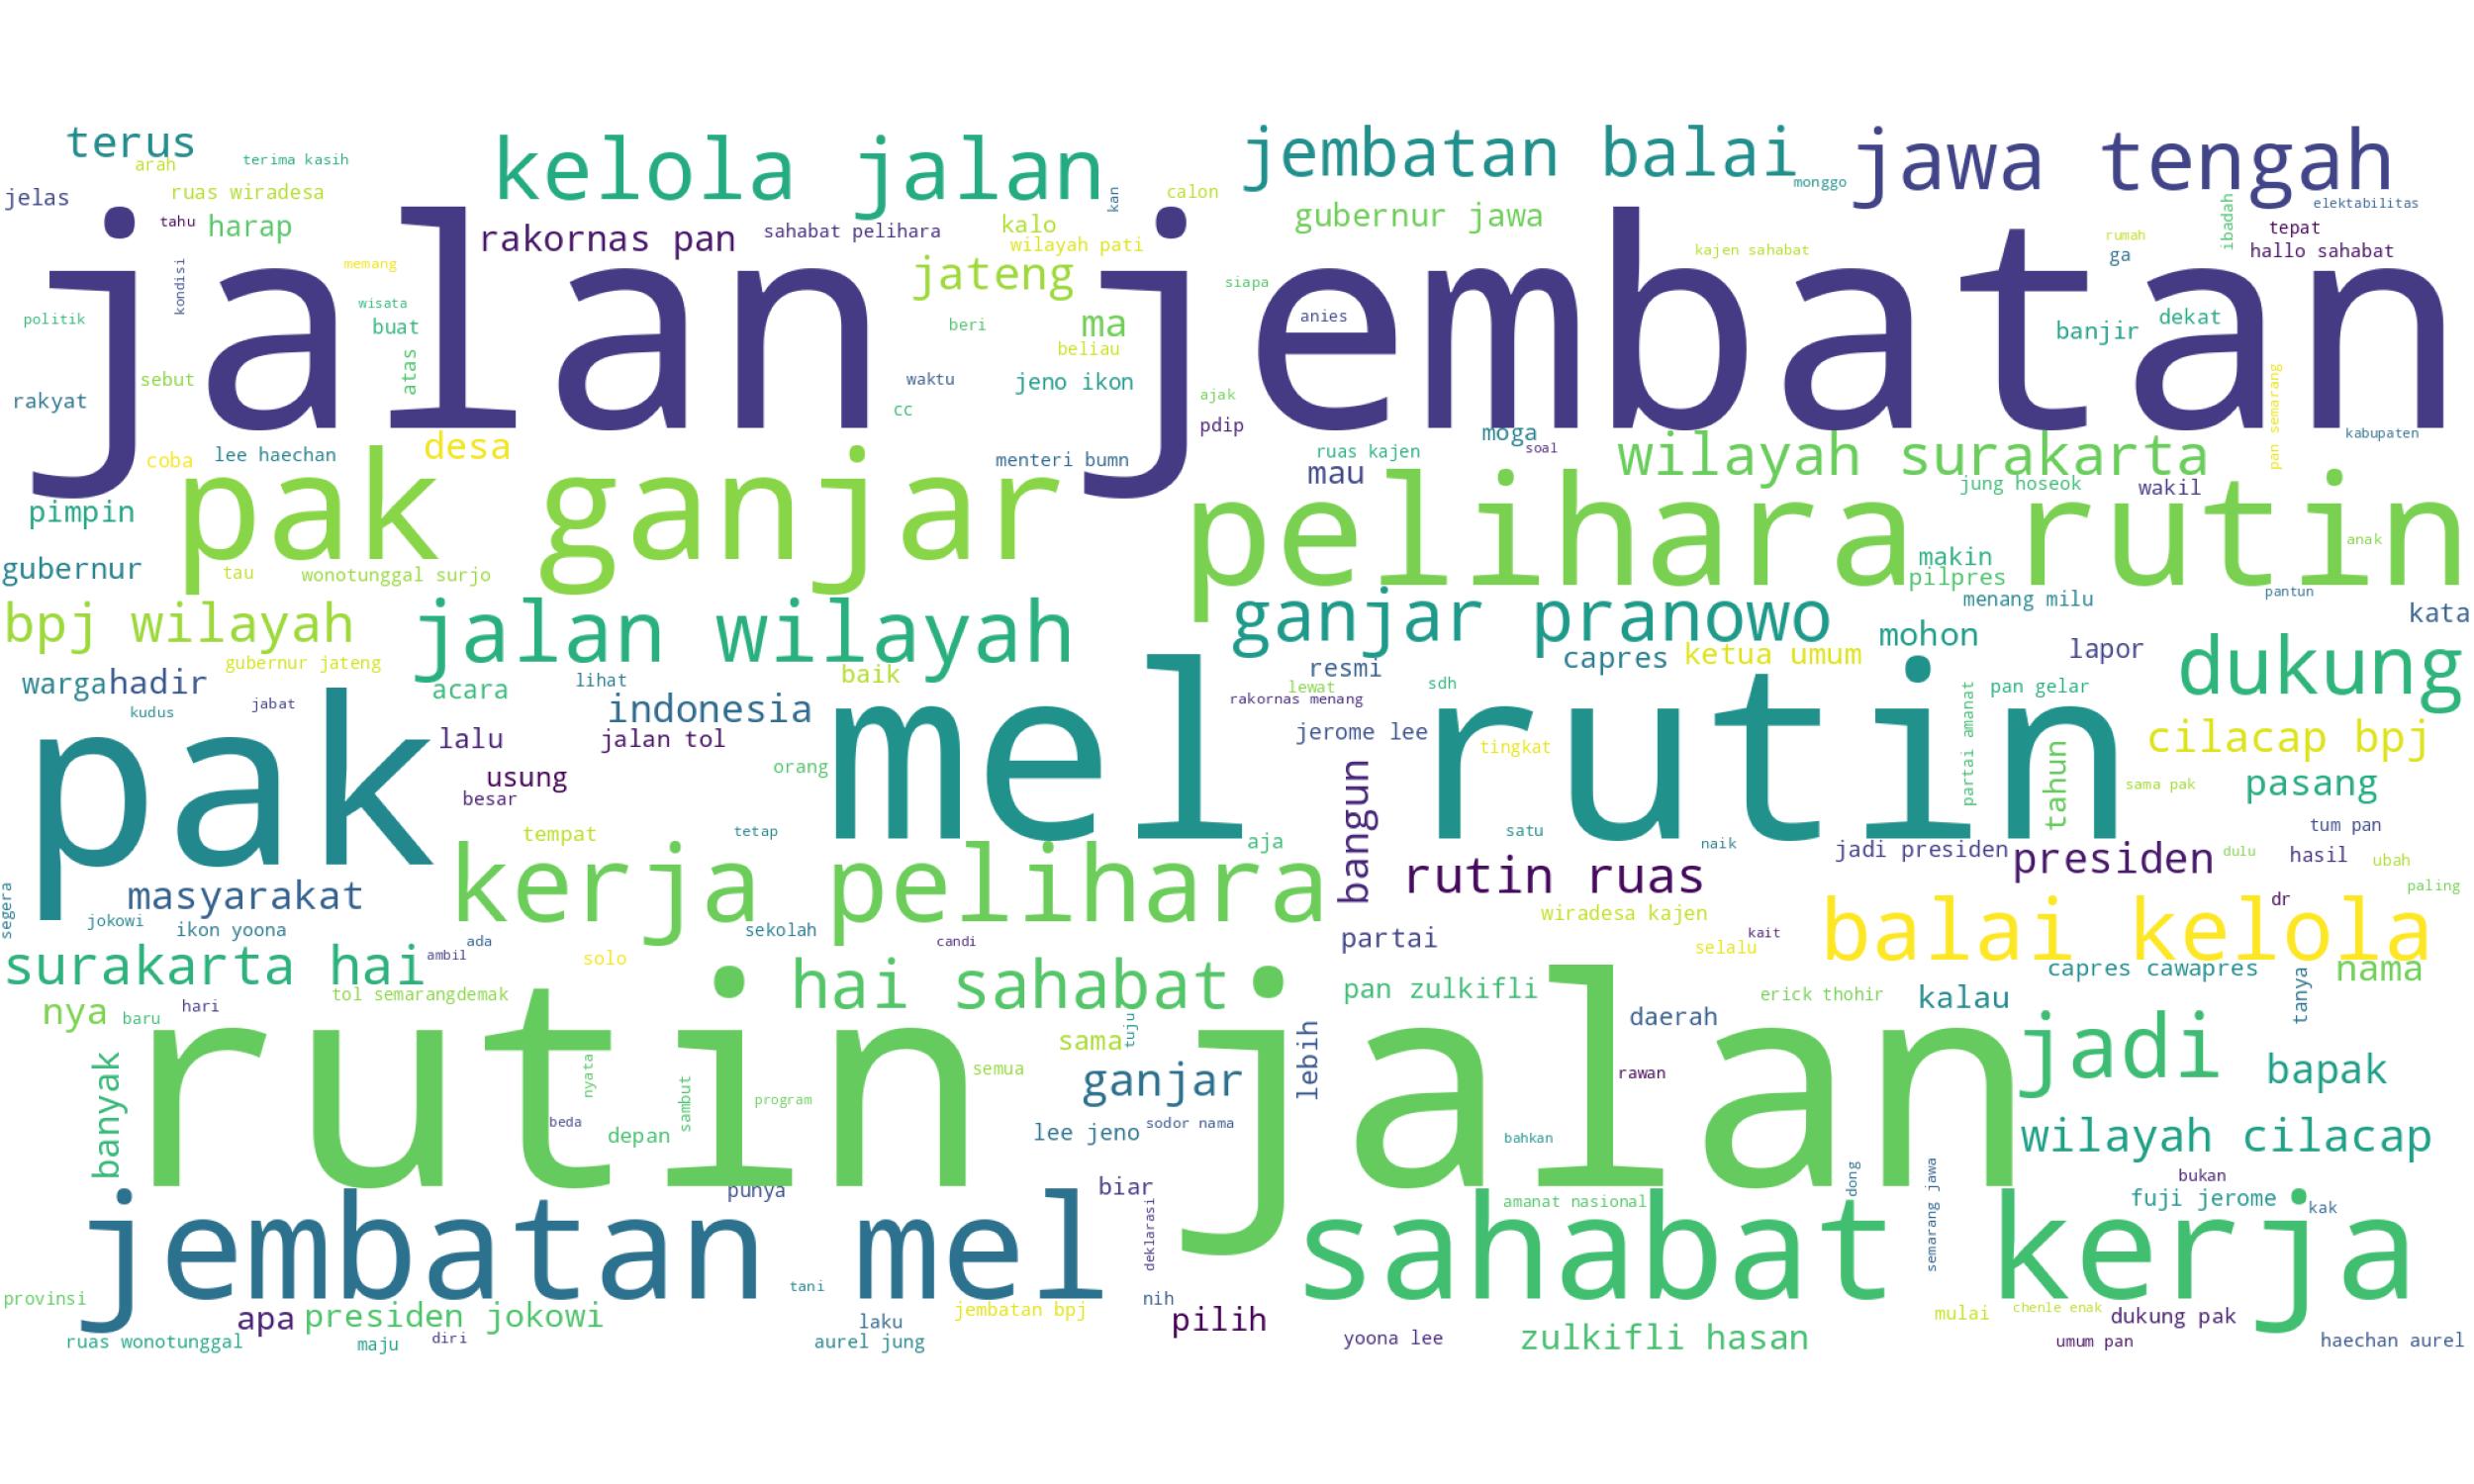 terus
arah
terima kasih
kelola jalan
jembatan balai
jawa tengah
monggo
jelas
ruas wiradesa
kan
calon
elektabilitas
tahu
harap
rakornas pan
sahabat pelihara
kalo
wilayah pati
gubernur jawa
kajen sahabat
ibadah
tepat
rumah
ga
hallo sahabat
jalan jembatan
kondisi
memang
wisata
buat
atas
politik
sebut
rakyat
jateng
siapa
beri
ma
beliau
waktu
jeno ikon
cc
anies
ajak
pdip
banjir
dekat
pan semarang
kabupaten
coba
lee haechan
desa
menteri bumn
moga
ruas kajen
soal
mau
wilayah surakarta
jung hoseok
wakil
pimpin
pak ganjar
pelihara rutin
gubernur
tau
wonotunggal surjo
makin
pilpres
anak
bpj wilayah
jalan wilayah
ganjar pranowo
menang milu
pantun
kata
mohon
lapor
dukung
gubernur jateng
warga
hadir
kudus
jabat
acara
lihat
baik
indonesia
resmi
capres
ketua umum
lewat
sdh
rakornas menang
pan gelar
partai amanat
pak
mel
rutin
lalu
jalan tol
usung
besar
orang
jerome lee
tingkat
bangun
tahun
cilacap bpj
sama pak
pasang
tum pan
tempat
tetap
aja
satu
naik
jadi presiden
presiden
dulu
hasil
ubah
kerja pelihara
rutin ruas
paling
dr
segera
masyarakat
jokowi
ikon yoona
sekolah
wiradesa kajen
partai
selalu
kait
balai kelola
surakarta hai
ambil
ada
solo
candi
hai sahabat
pan zulkifli
erick thohir
capres cawapres
tanya
nama
kalau
nya
baru
hari
tol semarangdemak
rutin jalan
sama
tuju
lebih
daerah
jadi
bapak
banyak
nyata
sambut
program
semua
ganjar
rawan
beda
depan
lee jeno
sodor nama
bahkan
wilayah cilacap
punya
biar
deklarasi
amanat nasional
dong
semarang jawa
bukan
fuji jerome
kak
jembatan mel
sahabat kerja
provinsi
tani
nih
apa
presiden jokowi
jembatan bpj
laku
pilih
mulai
chenle enak
dukung pak
ruas wonotunggal
maju
diri
aurel jung
yoona lee
zulkifli hasan
umum pan
haechan aurel